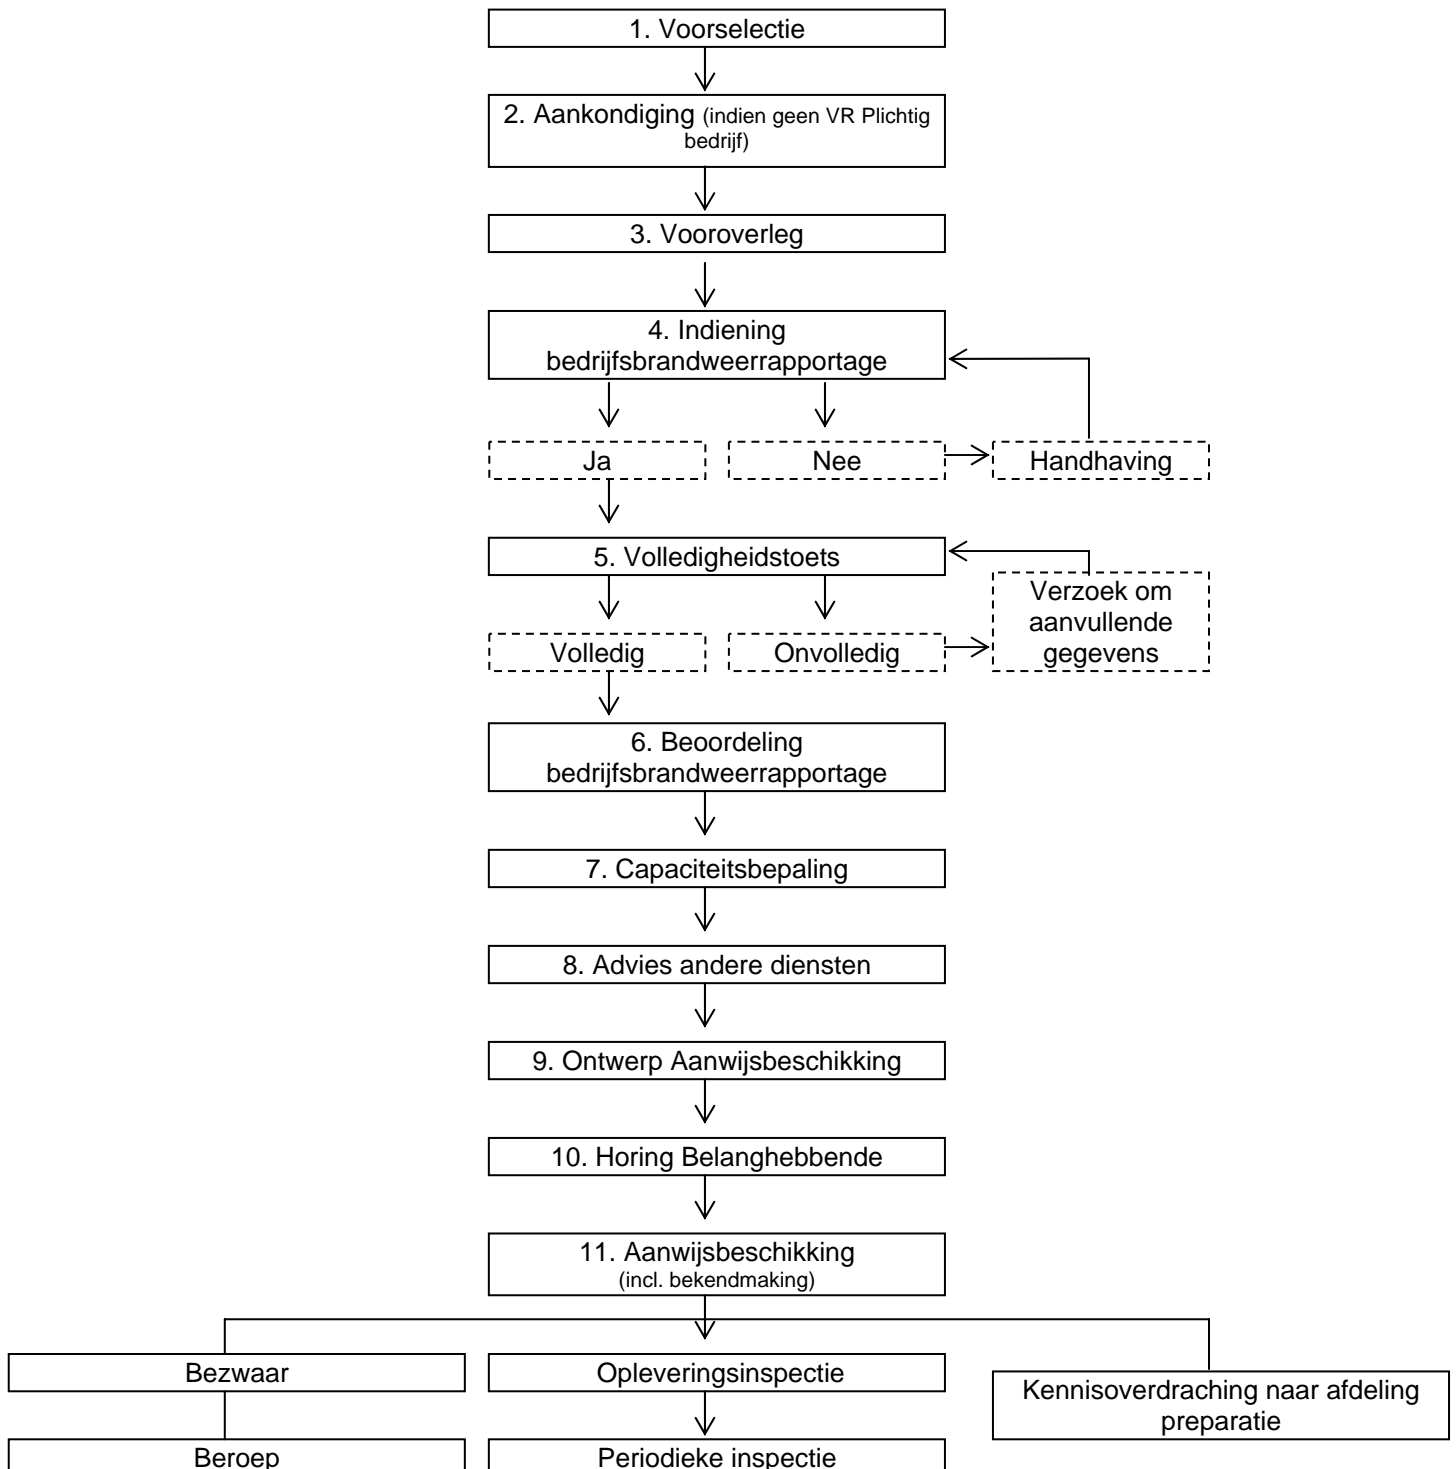 1. Voorselectie
2. Aankondiging (indien geen VR Plichtig
bedrijf)
3. Vooroverleg
4. Indiening
bedrijfsbrandweerrapportage
Ja
Nee
Handhaving
5. Volledigheidstoets
Verzoek om
aanvullende
gegevens
Volledig
Onvolledig
6. Beoordeling
bedrijfsbrandweerrapportage
7. Capaciteitsbepaling
8. Advies andere diensten
9. Ontwerp Aanwijsbeschikking
10. Horing Belanghebbende
11. Aanwijsbeschikking
(incl. bekendmaking)
Bezwaar
Opleveringsinspectie
Kennisoverdraching naar afdeling
preparatie
Beroep
Periodieke inspectie